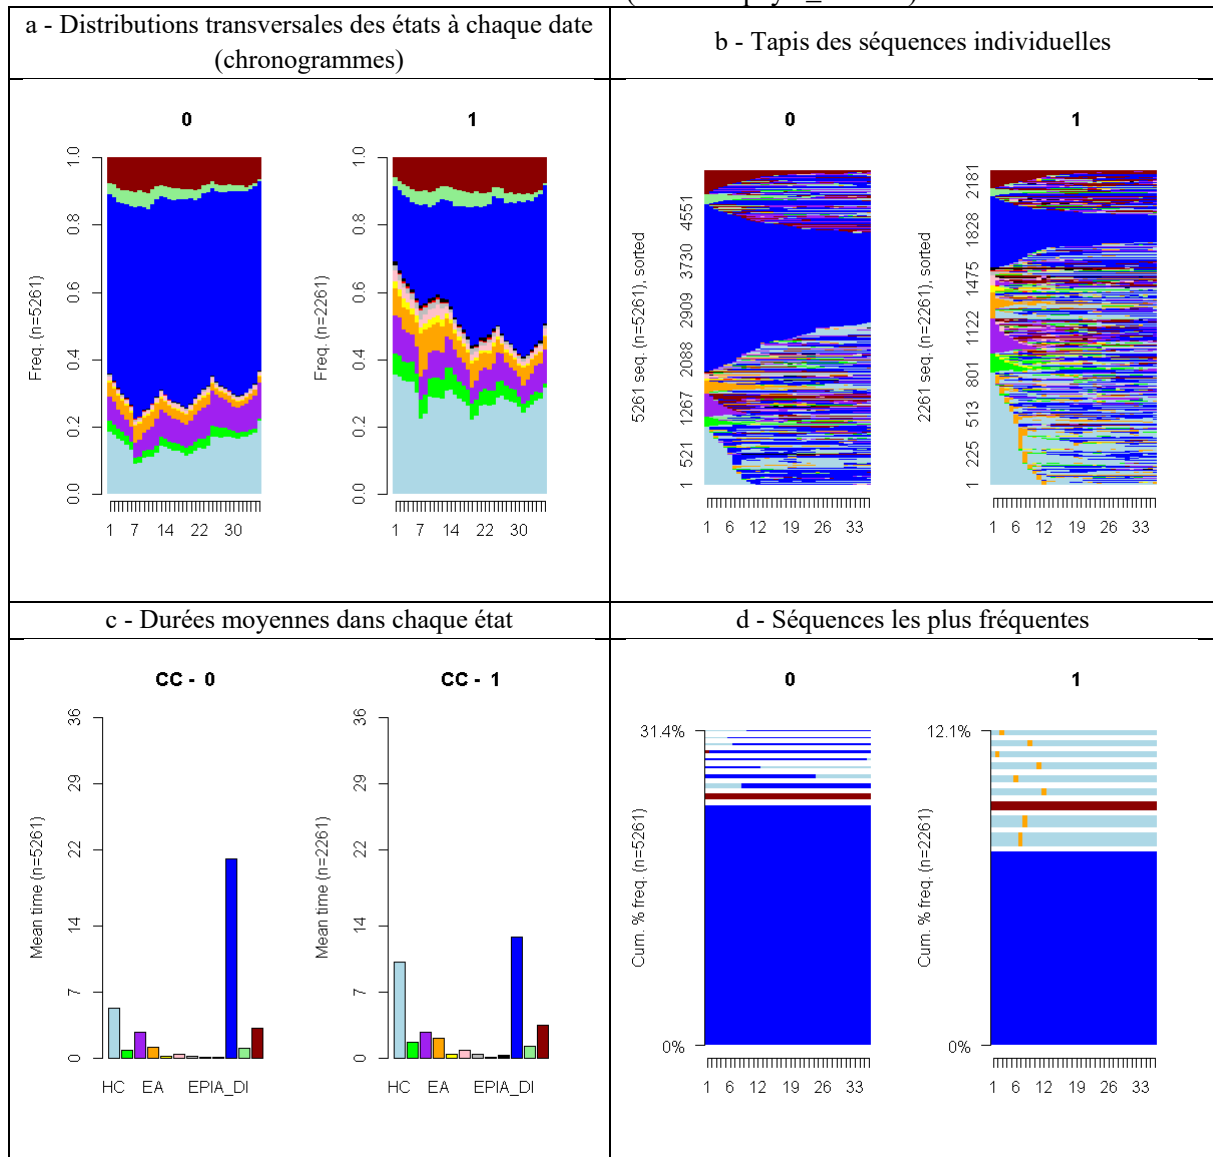 a - Distributions transversales des états à chaque date
(chronogrammes)
b - Tapis des séquences individuelles
0
1
Freq. (n=5261)
0.0 0.2 0.4 0.6 0.8 1.0
1 7 14 22 30
Freq. (n=2261)
0.0 0.2 0.4 0.6 0.8 1.0
1 7 14 22 30
0
1
5261 seq. (n=5261), sorted
1 521 1267 2088 2909 3730 4551
1 6 12 19 26 33
2261 seq. (n=2261), sorted
1 225 513 801 1122 1475 1828 2181
1 6 12 19 26 33
c - Durées moyennes dans chaque état
d - Séquences les plus fréquentes
CC - 0
CC - 1
Mean time (n=5261)
0 7 14 22 29 36
HC EA EPIA_DI
Mean time (n=2261)
0 7 14 22 29 36
HC EA EPIA_DI
0
1
Cum. % freq. (n=5261)
31.4%
0%
1 6 12 19 26 33
Cum. % freq. (n=2261)
12.1%
0%
1 6 12 19 26 33